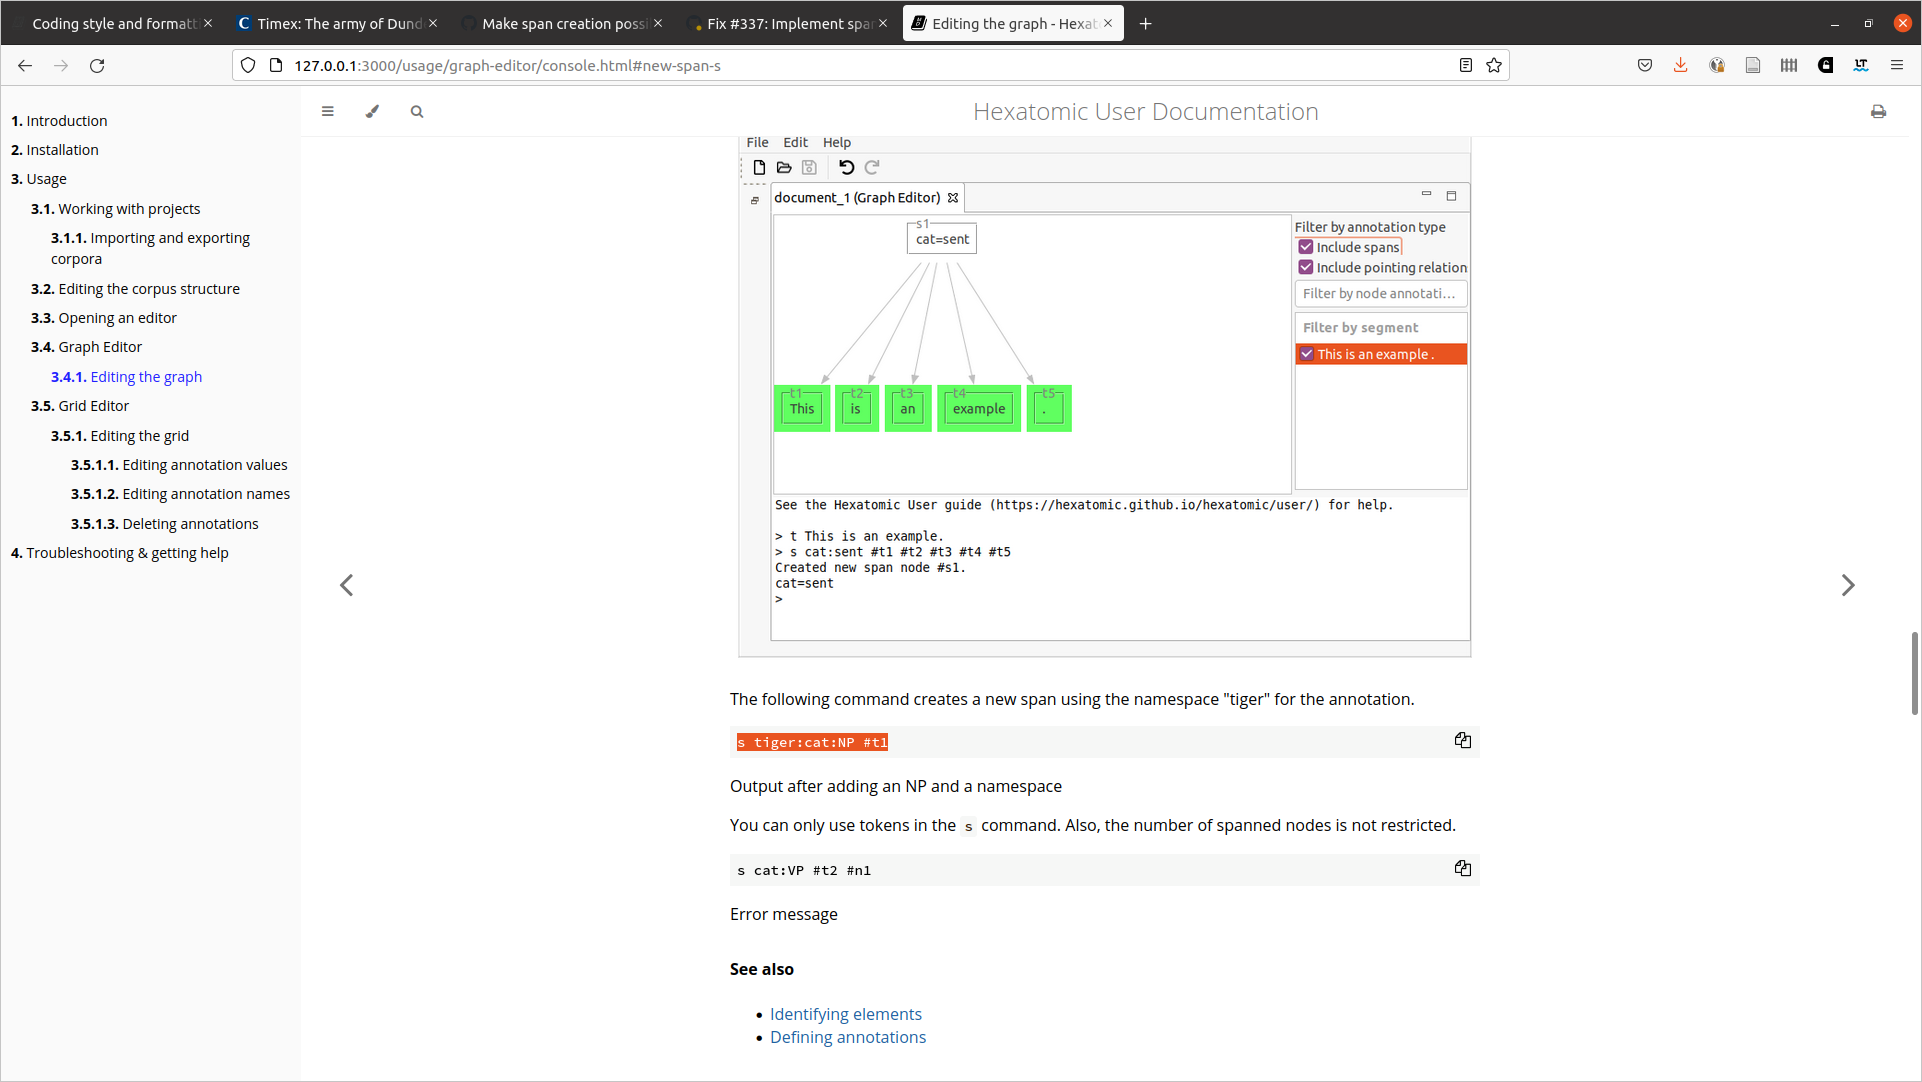 Coding style and formatt
Timex: The army of Dund
Make span creation possi
Fix #337: Implement spa
Editing the graph - Hexat
127.0.0.1:3000/usage/graph-editor/console.html#new-span-s
1. Introduction
2. Installation
3. Usage
3.1. Working with projects
3.1.1. Importing and exporting
corpora
3.2. Editing the corpus structure
3.3. Opening an editor
3.4. Graph Editor
3.4.1. Editing the graph
3.5. Grid Editor
3.5.1. Editing the grid
3.5.1.1. Editing annotation values
3.5.1.2. Editing annotation names
3.5.1.3. Deleting annotations
4. Troubleshooting & getting help
Hexatomic User Documentation
File Edit Help
document_1 (Graph Editor)
s1
cat=sent
t1 t2 t3 t4 t5
This is an example .
Filter by annotation type
Include spans
Include pointing relation
Filter by node annotati...
Filter by segment
This is an example .
See the Hexatomic User guide (https://hexatomic.github.io/hexatomic/user/) for help.
> t This is an example.
> s cat:sent #t1 #t2 #t3 #t4 #t5
Created new span node #s1.
cat=sent
>
The following command creates a new span using the namespace "tiger" for the annotation.
s tiger:cat:NP #t1
Output after adding an NP and a namespace
You can only use tokens in the s command. Also, the number of spanned nodes is not restricted.
s cat:VP #t2 #n1
Error message
See also
• Identifying elements
• Defining annotations